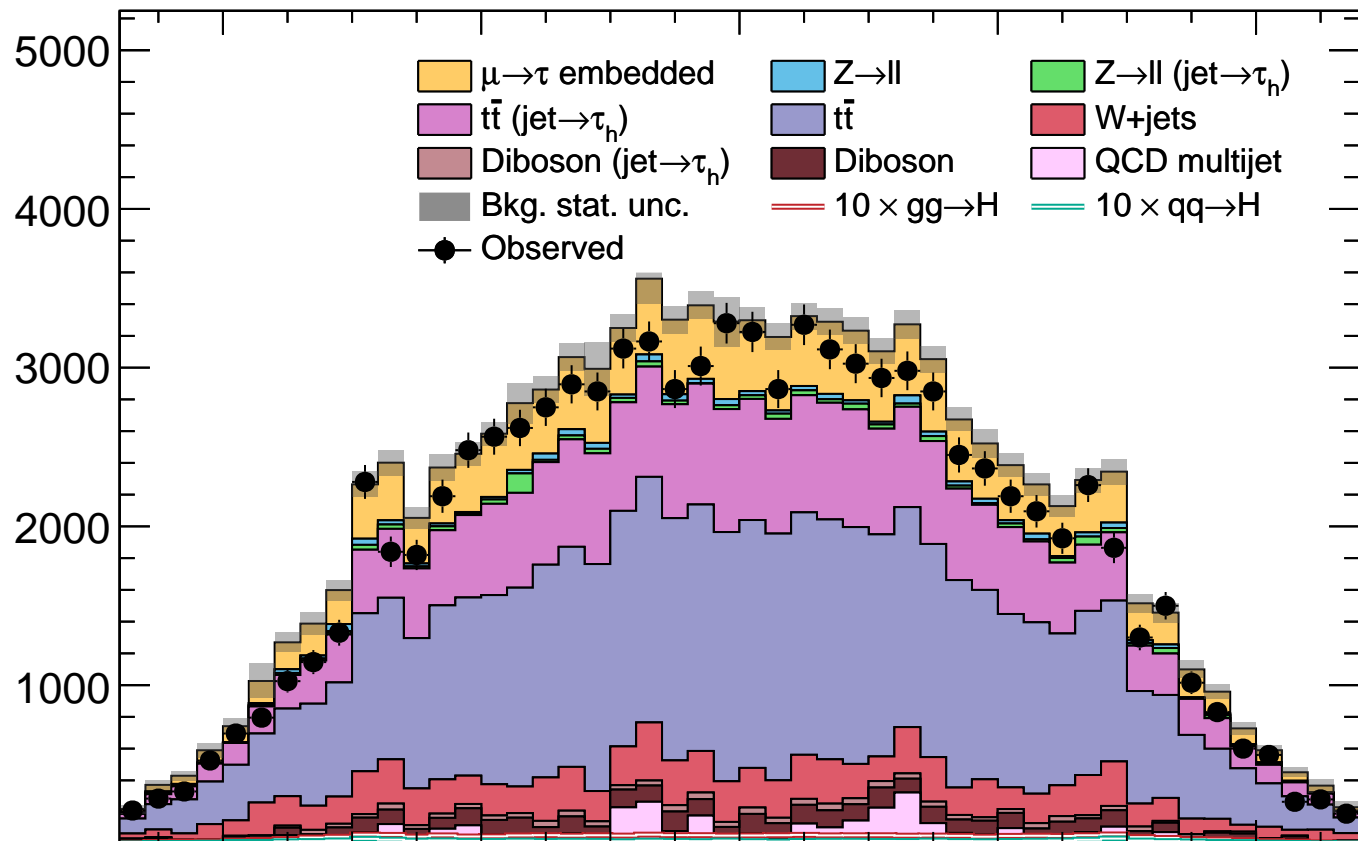 5000
μ→τ embedded Z→ll Z→ll (jet→τh)
tt̄ (jet→τh) tt̄ W+jets
Diboson (jet→τh) Diboson QCD multijet
4000
Bkg. stat. unc. 10 × gg→H 10 × qq→H
Observed
3000
2000
1000